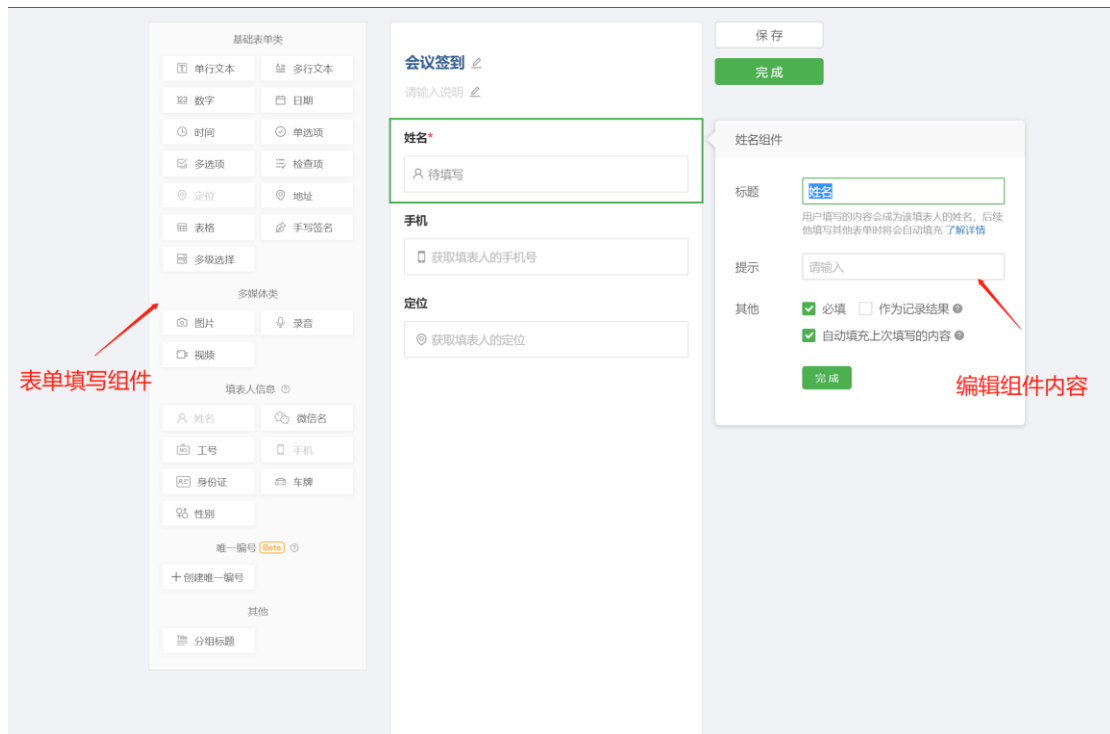 基础表单类
单行文本
多行文本
数字
日期
时间
单选项
多选项
检查项
定位
地址
表格
手写签名
多级选择
多媒体类
图片
录音
视频
填表人信息
姓名
微信名
工号
手机
身份证
车牌
性别
唯一编号 Beta
+创建唯一编号
其他
分组标题
表单填写组件
会议签到
请输入说明
姓名*
待填写
手机
获取填表人的手机号
定位
获取填表人的定位
保存
完成
姓名组件
标题
姓名
用户填写的内容会成为该填表人的姓名，后续
他填写其他表单时将会自动填充 了解详情
提示
请输入
其他
必填
作为记录结果
自动填充上次填写的内容
完成
编辑组件内容